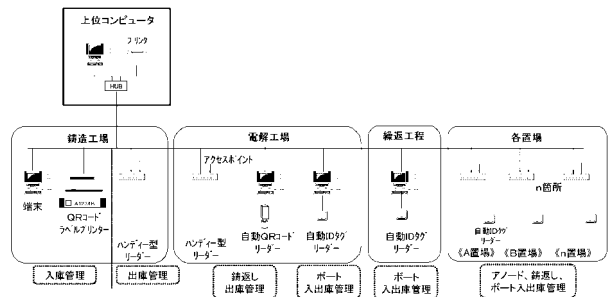 上位コンピュータ
プリンタ
HUB
鋳造工場
電解工場
繰返工程
各置場
アクセスポイント
n箇所
端末
QRコード
ラベルプリンター
ハンディー型
リーダー
ハンディー型
リーダー
自動QRコード
リーダー
自動IDタグ
リーダー
自動IDタグ
リーダー
自動IDタグ
リーダー
《A置場》
《B置場》
《n置場》
入庫管理
出庫管理
鋳返し
出庫管理
ボート
入出庫管理
ボート
入出庫管理
アノード、鋳返し、
ボート入出庫管理